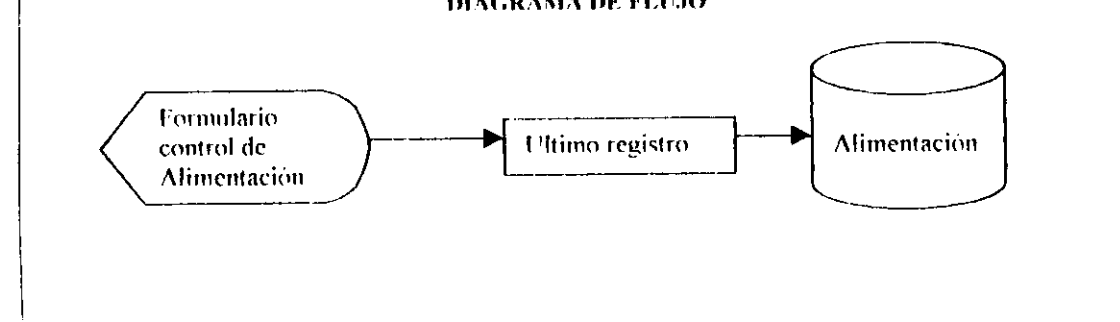 DIAGRAMA DE FLUJO
Formulario
control de
Alimentación
Ultimo registro
Alimentación